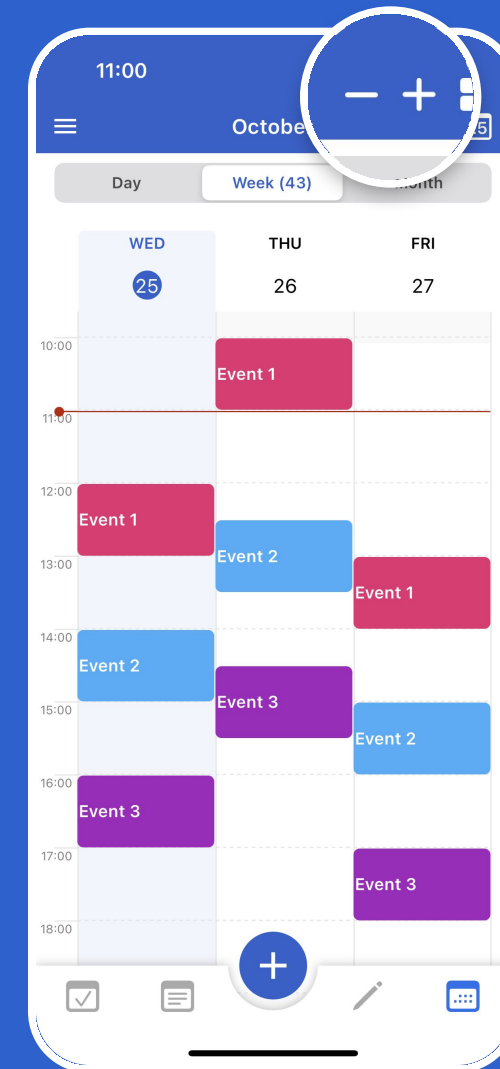 11:00
Octobe
Day Week (43) Month
WED THU FRI
25 26 27
10:00
Event 1
11:00
12:00
Event 1
Event 2
13:00
Event 1
14:00
Event 2
Event 3
15:00
Event 2
16:00
Event 3
17:00
Event 3
18:00